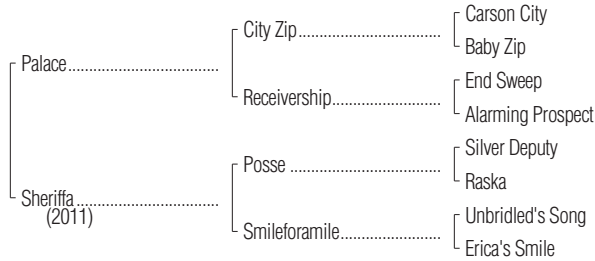 Carson City
City Zip
Baby Zip
Palace
End Sweep
Receivership
Alarming Prospect
Silver Deputy
Posse
Raska
Sheriffa
(2011)
Unbridled's Song
Smileforamile
Erica's Smile